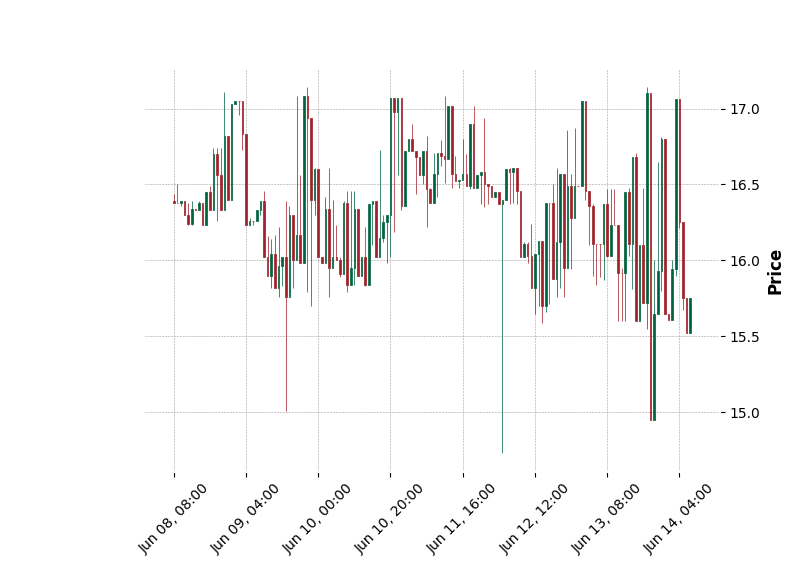 17.0
16.5
16.0
15.5
15.0
Price
Jun 08, 08:00
Jun 09, 04:00
Jun 10, 00:00
Jun 10, 20:00
Jun 11, 16:00
Jun 12, 12:00
Jun 13, 08:00
Jun 14, 04:00